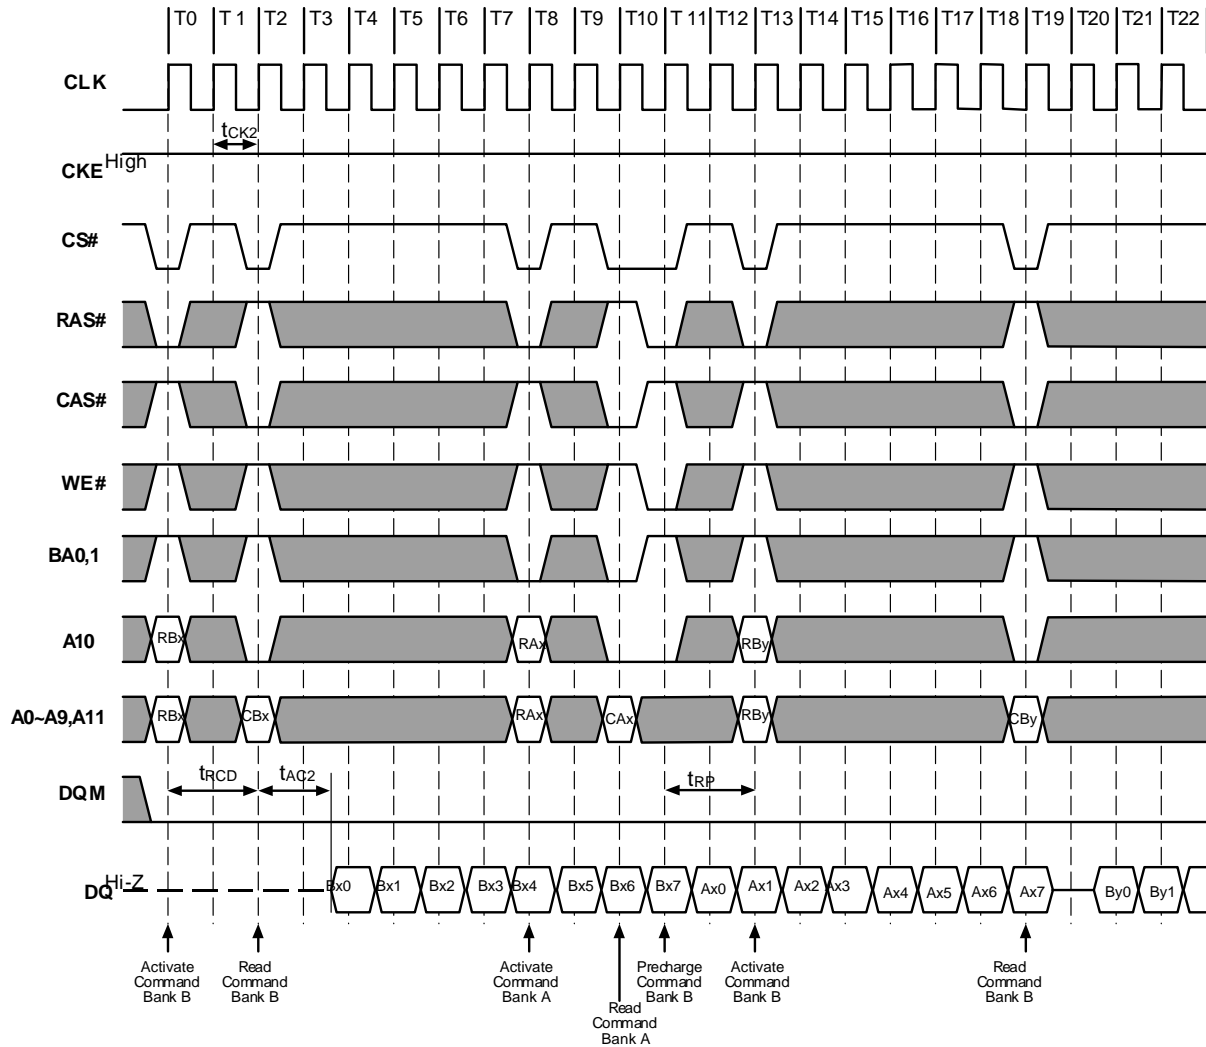 T0 T 1 T2 T3 T4 T5 T6 T7 T8 T9 T10 T 11 T12 T13 T14 T15 T16 T17 T18 T19 T20 T21 T22
CLK
tCK2
CKE High
CS#
RAS#
CAS#
WE#
BA0,1
A10 RBx RAx RBy
A0~A9,A11 RBx CBx RAx CAx RBy CBy
tRCD tAC2 tRP
DQM
DQ Hi-Z Bx0 Bx1 Bx2 Bx3 Bx4 Bx5 Bx6 Bx7 Ax0 Ax1 Ax2 Ax3 Ax4 Ax5 Ax6 Ax7 By0 By1
Activate
Command
Bank B
Read
Command
Bank B
Activate
Command
Bank A
Read
Command
Bank A
Precharge
Command
Bank B
Activate
Command
Bank B
Read
Command
Bank B